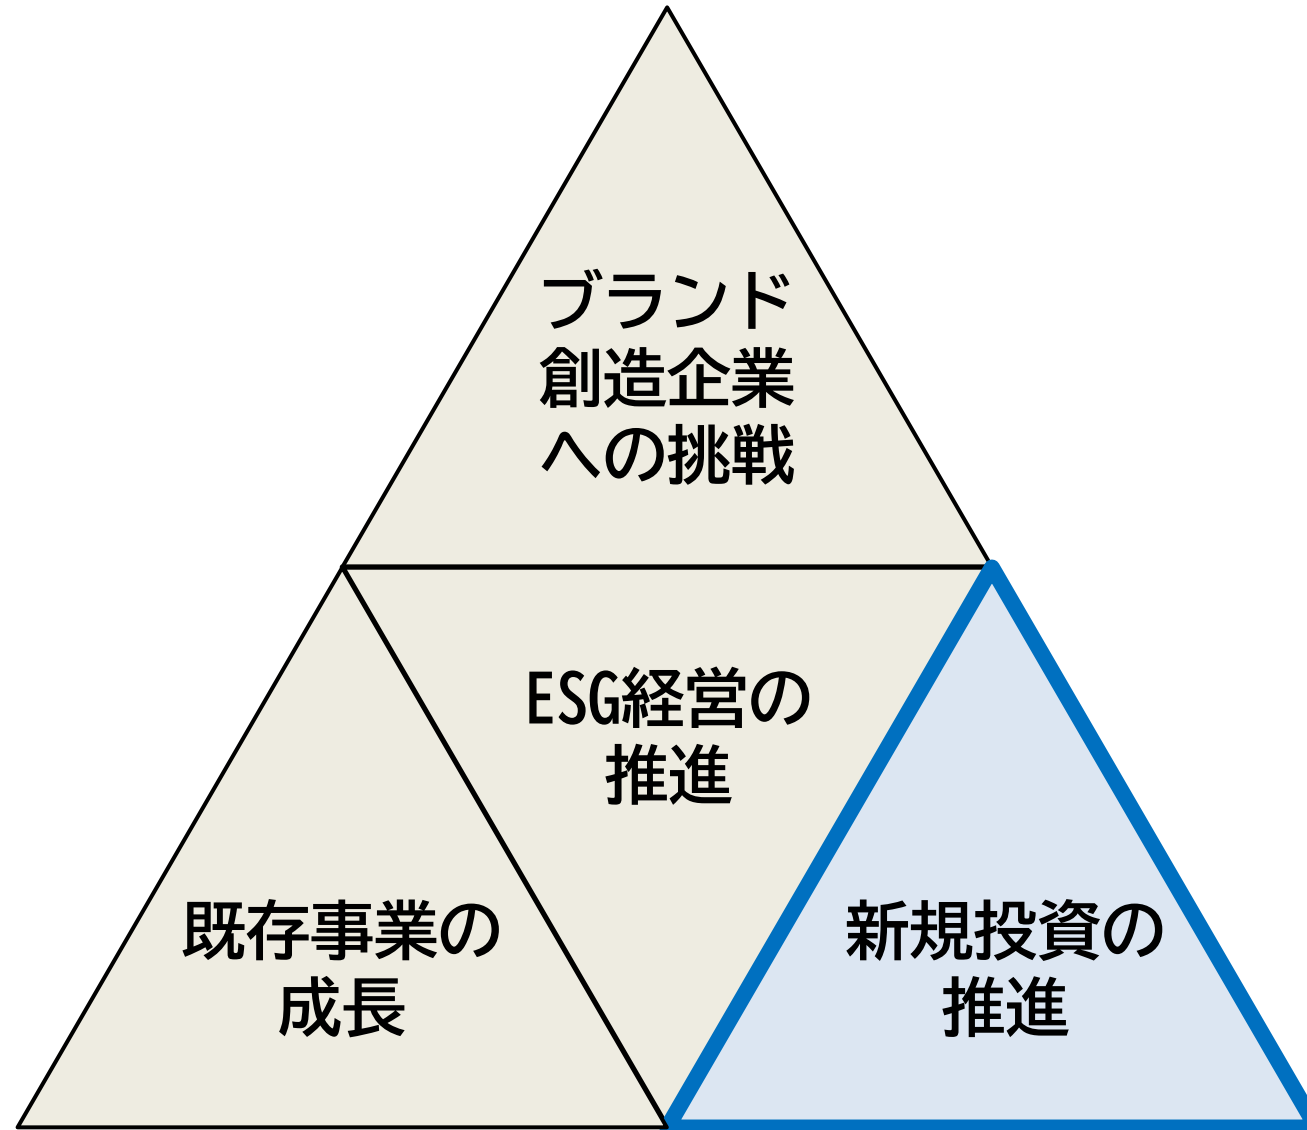 ブランド
創造企業
への挑戦
ESG経営の
推進
既存事業の
成長
新規投資の
推進